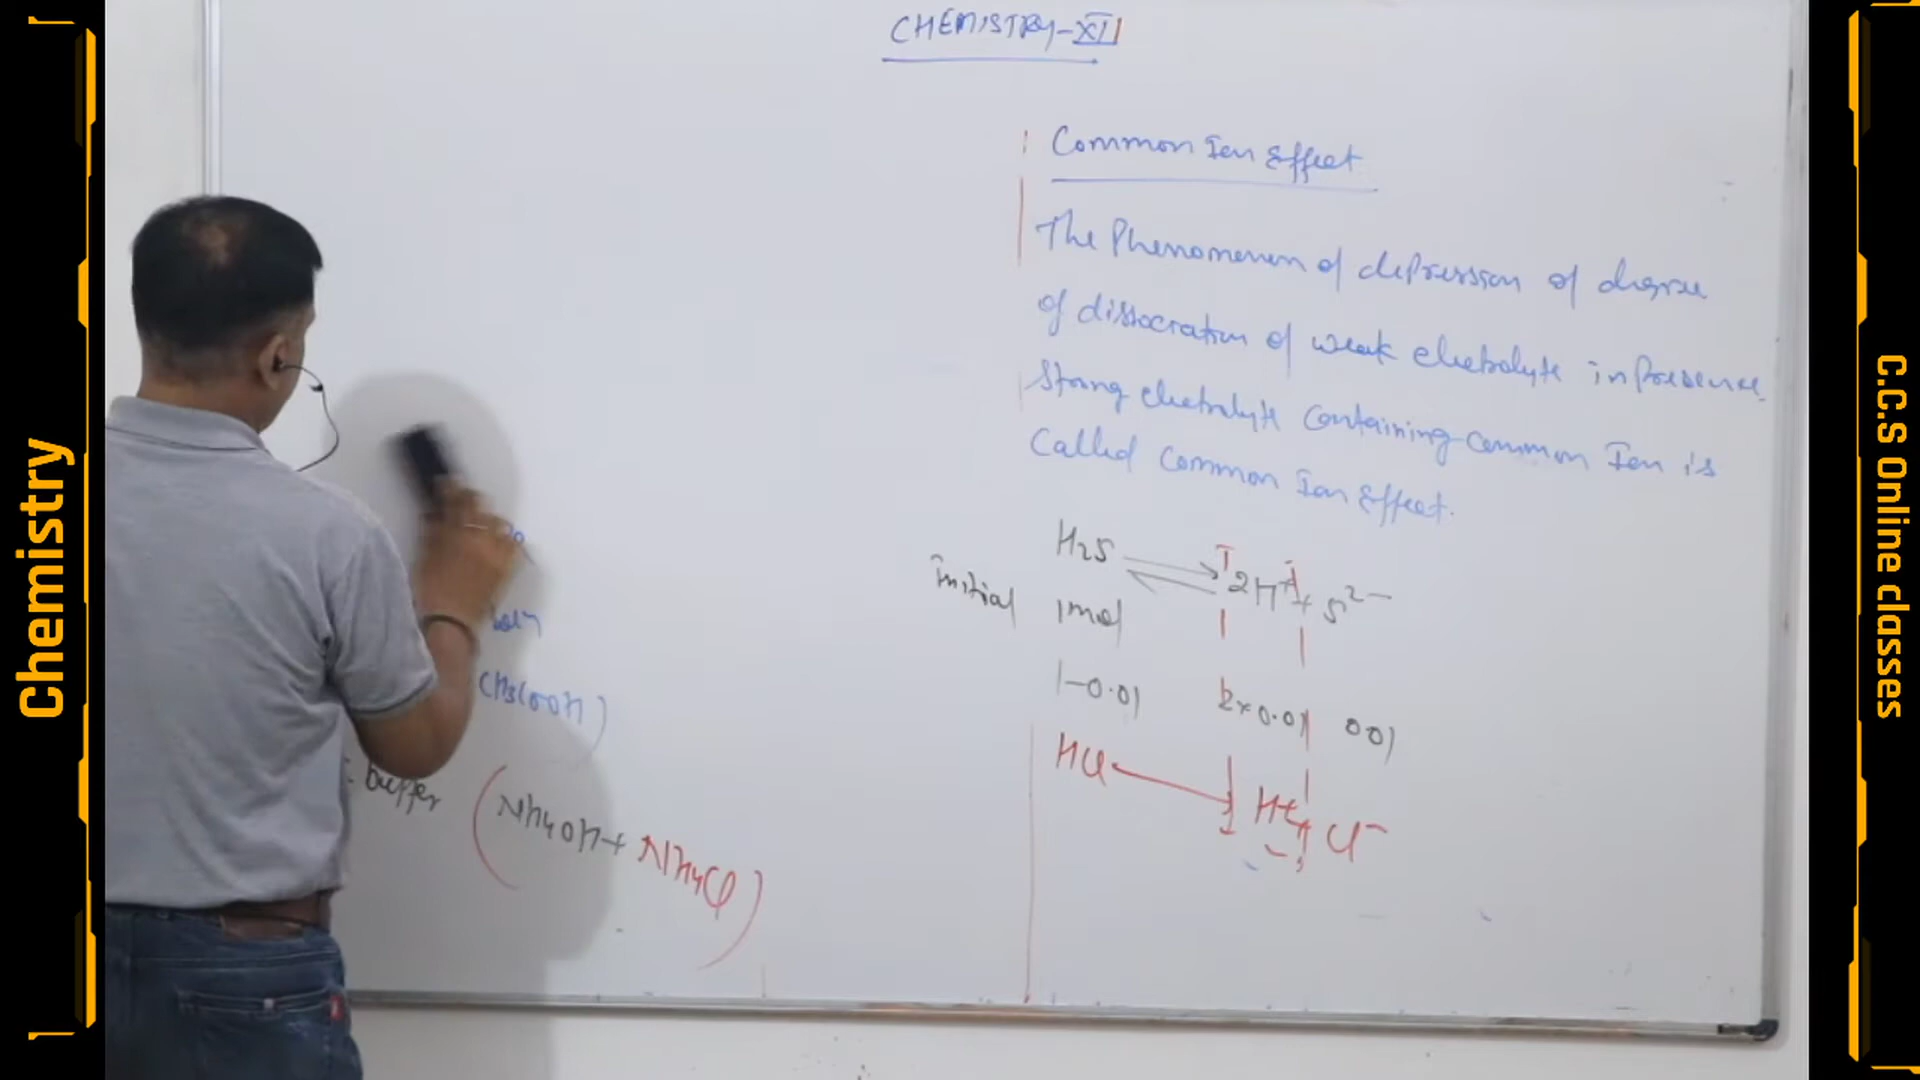 Chemistry
CHEMISTRY-XII
Common Ion Effect
The Phenomenon of depression of degree
of dissociation of weak electrolyte in Presence
Strong electrolyte Containing common Ion is
Called Common Ion Effect.
H2S ⇌ 2H+ + S2-
Initial 1mol
1-0.01 2x0.01 0.01
HCl → H+ + Cl-
CH3COOH)
: buffer (NH4OH + NH4Cl)
C.C.S Online classes